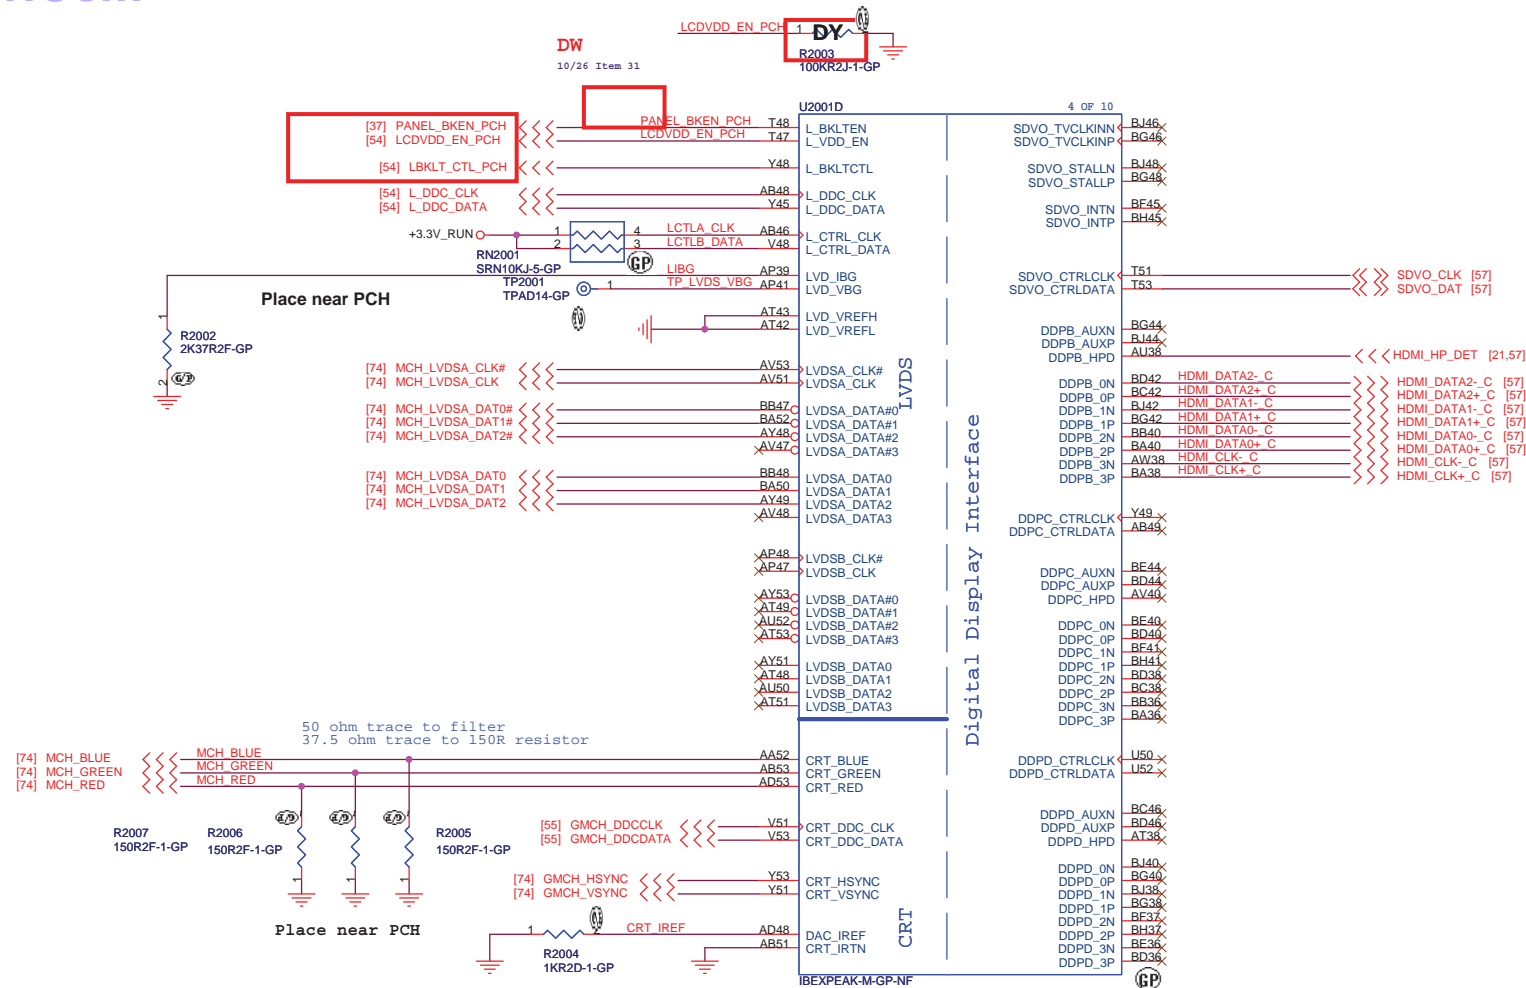 LCDVDD_EN_PCH 1 DY
R2003
100KR2J-1-GP
DW
10/26 Item 31
U2001D 4 OF 10
[37] PANEL_BKEN_PCH PANEL_BKEN_PCH T48 L_BKLTEN
[54] LCDVDD_EN_PCH LCDVDD_EN_PCH T47 L_VDD_EN
[54] LBKLT_CTL_PCH Y48 L_BKLTCTL
[54] L_DDC_CLK AB48 L_DDC_CLK
[54] L_DDC_DATA Y45 L_DDC_DATA
+3.3V_RUN 1 4 LCTLA_CLK AB46 L_CTRL_CLK
2 3 LCTLB_DATA V48 L_CTRL_DATA
RN2001
SRN10KJ-5-GP
GP
LIBG AP39 LVD_IBG
TP2001
TPAD14-GP
1 TP_LVDS_VBG AP41 LVD_VBG
Place near PCH
AT43 LVD_VREFH
AT42 LVD_VREFL
1
R2002
2K37R2F-GP
2
[74] MCH_LVDSA_CLK# AV53 LVDSA_CLK#
[74] MCH_LVDSA_CLK AV51 LVDSA_CLK
[74] MCH_LVDSA_DAT0# BB47 LVDSA_DATA#0
[74] MCH_LVDSA_DAT1# BA52 LVDSA_DATA#1
[74] MCH_LVDSA_DAT2# AY48 LVDSA_DATA#2
AV47 LVDSA_DATA#3
[74] MCH_LVDSA_DAT0 BB48 LVDSA_DATA0
[74] MCH_LVDSA_DAT1 BA50 LVDSA_DATA1
[74] MCH_LVDSA_DAT2 AY49 LVDSA_DATA2
AV48 LVDSA_DATA3
AP48 LVDSB_CLK#
AP47 LVDSB_CLK
AY53 LVDSB_DATA#0
AT49 LVDSB_DATA#1
AU52 LVDSB_DATA#2
AT53 LVDSB_DATA#3
AY51 LVDSB_DATA0
AT48 LVDSB_DATA1
AU50 LVDSB_DATA2
AT51 LVDSB_DATA3
LVDS
50 ohm trace to filter
37.5 ohm trace to 150R resistor
[74] MCH_BLUE MCH_BLUE AA52 CRT_BLUE
[74] MCH_GREEN MCH_GREEN AB53 CRT_GREEN
[74] MCH_RED MCH_RED AD53 CRT_RED
R2007
150R2F-1-GP
1
R2006
150R2F-1-GP
1
R2005
150R2F-1-GP
1
Place near PCH
[55] GMCH_DDCCLK V51 CRT_DDC_CLK
[55] GMCH_DDCDATA V53 CRT_DDC_DATA
[74] GMCH_HSYNC Y53 CRT_HSYNC
[74] GMCH_VSYNC Y51 CRT_VSYNC
1 2 CRT_IREF AD48 DAC_IREF
AB51 CRT_IRTN
R2004
1KR2D-1-GP
CRT
Digital Display Interface
SDVO_TVCLKINN BJ46
SDVO_TVCLKINP BG46
SDVO_STALLN BJ48
SDVO_STALLP BG48
SDVO_INTN BF45
SDVO_INTP BH45
SDVO_CTRLCLK T51 SDVO_CLK [57]
SDVO_CTRLDATA T53 SDVO_DAT [57]
DDPB_AUXN BG44
DDPB_AUXP BJ44
DDPB_HPD AU38 HDMI_HP_DET [21,57]
DDPB_0N BD42 HDMI_DATA2-_C HDMI_DATA2-_C [57]
DDPB_0P BC42 HDMI_DATA2+_C HDMI_DATA2+_C [57]
DDPB_1N BJ42 HDMI_DATA1-_C HDMI_DATA1-_C [57]
DDPB_1P BG42 HDMI_DATA1+_C HDMI_DATA1+_C [57]
DDPB_2N BB40 HDMI_DATA0-_C HDMI_DATA0-_C [57]
DDPB_2P BA40 HDMI_DATA0+_C HDMI_DATA0+_C [57]
DDPB_3N AW38 HDMI_CLK-_C HDMI_CLK-_C [57]
DDPB_3P BA38 HDMI_CLK+_C HDMI_CLK+_C [57]
DDPC_CTRLCLK Y49
DDPC_CTRLDATA AB49
DDPC_AUXN BE44
DDPC_AUXP BD44
DDPC_HPD AV40
DDPC_0N BE40
DDPC_0P BD40
DDPC_1N BF41
DDPC_1P BH41
DDPC_2N BD38
DDPC_2P BC38
DDPC_3N BB36
DDPC_3P BA36
DDPD_CTRLCLK U50
DDPD_CTRLDATA U52
DDPD_AUXN BC46
DDPD_AUXP BD46
DDPD_HPD AT38
DDPD_0N BJ40
DDPD_0P BG40
DDPD_1N BJ38
DDPD_1P BG38
DDPD_2N BF37
DDPD_2P BH37
DDPD_3N BE36
DDPD_3P BD36
IBEXPEAK-M-GP-NF
GP